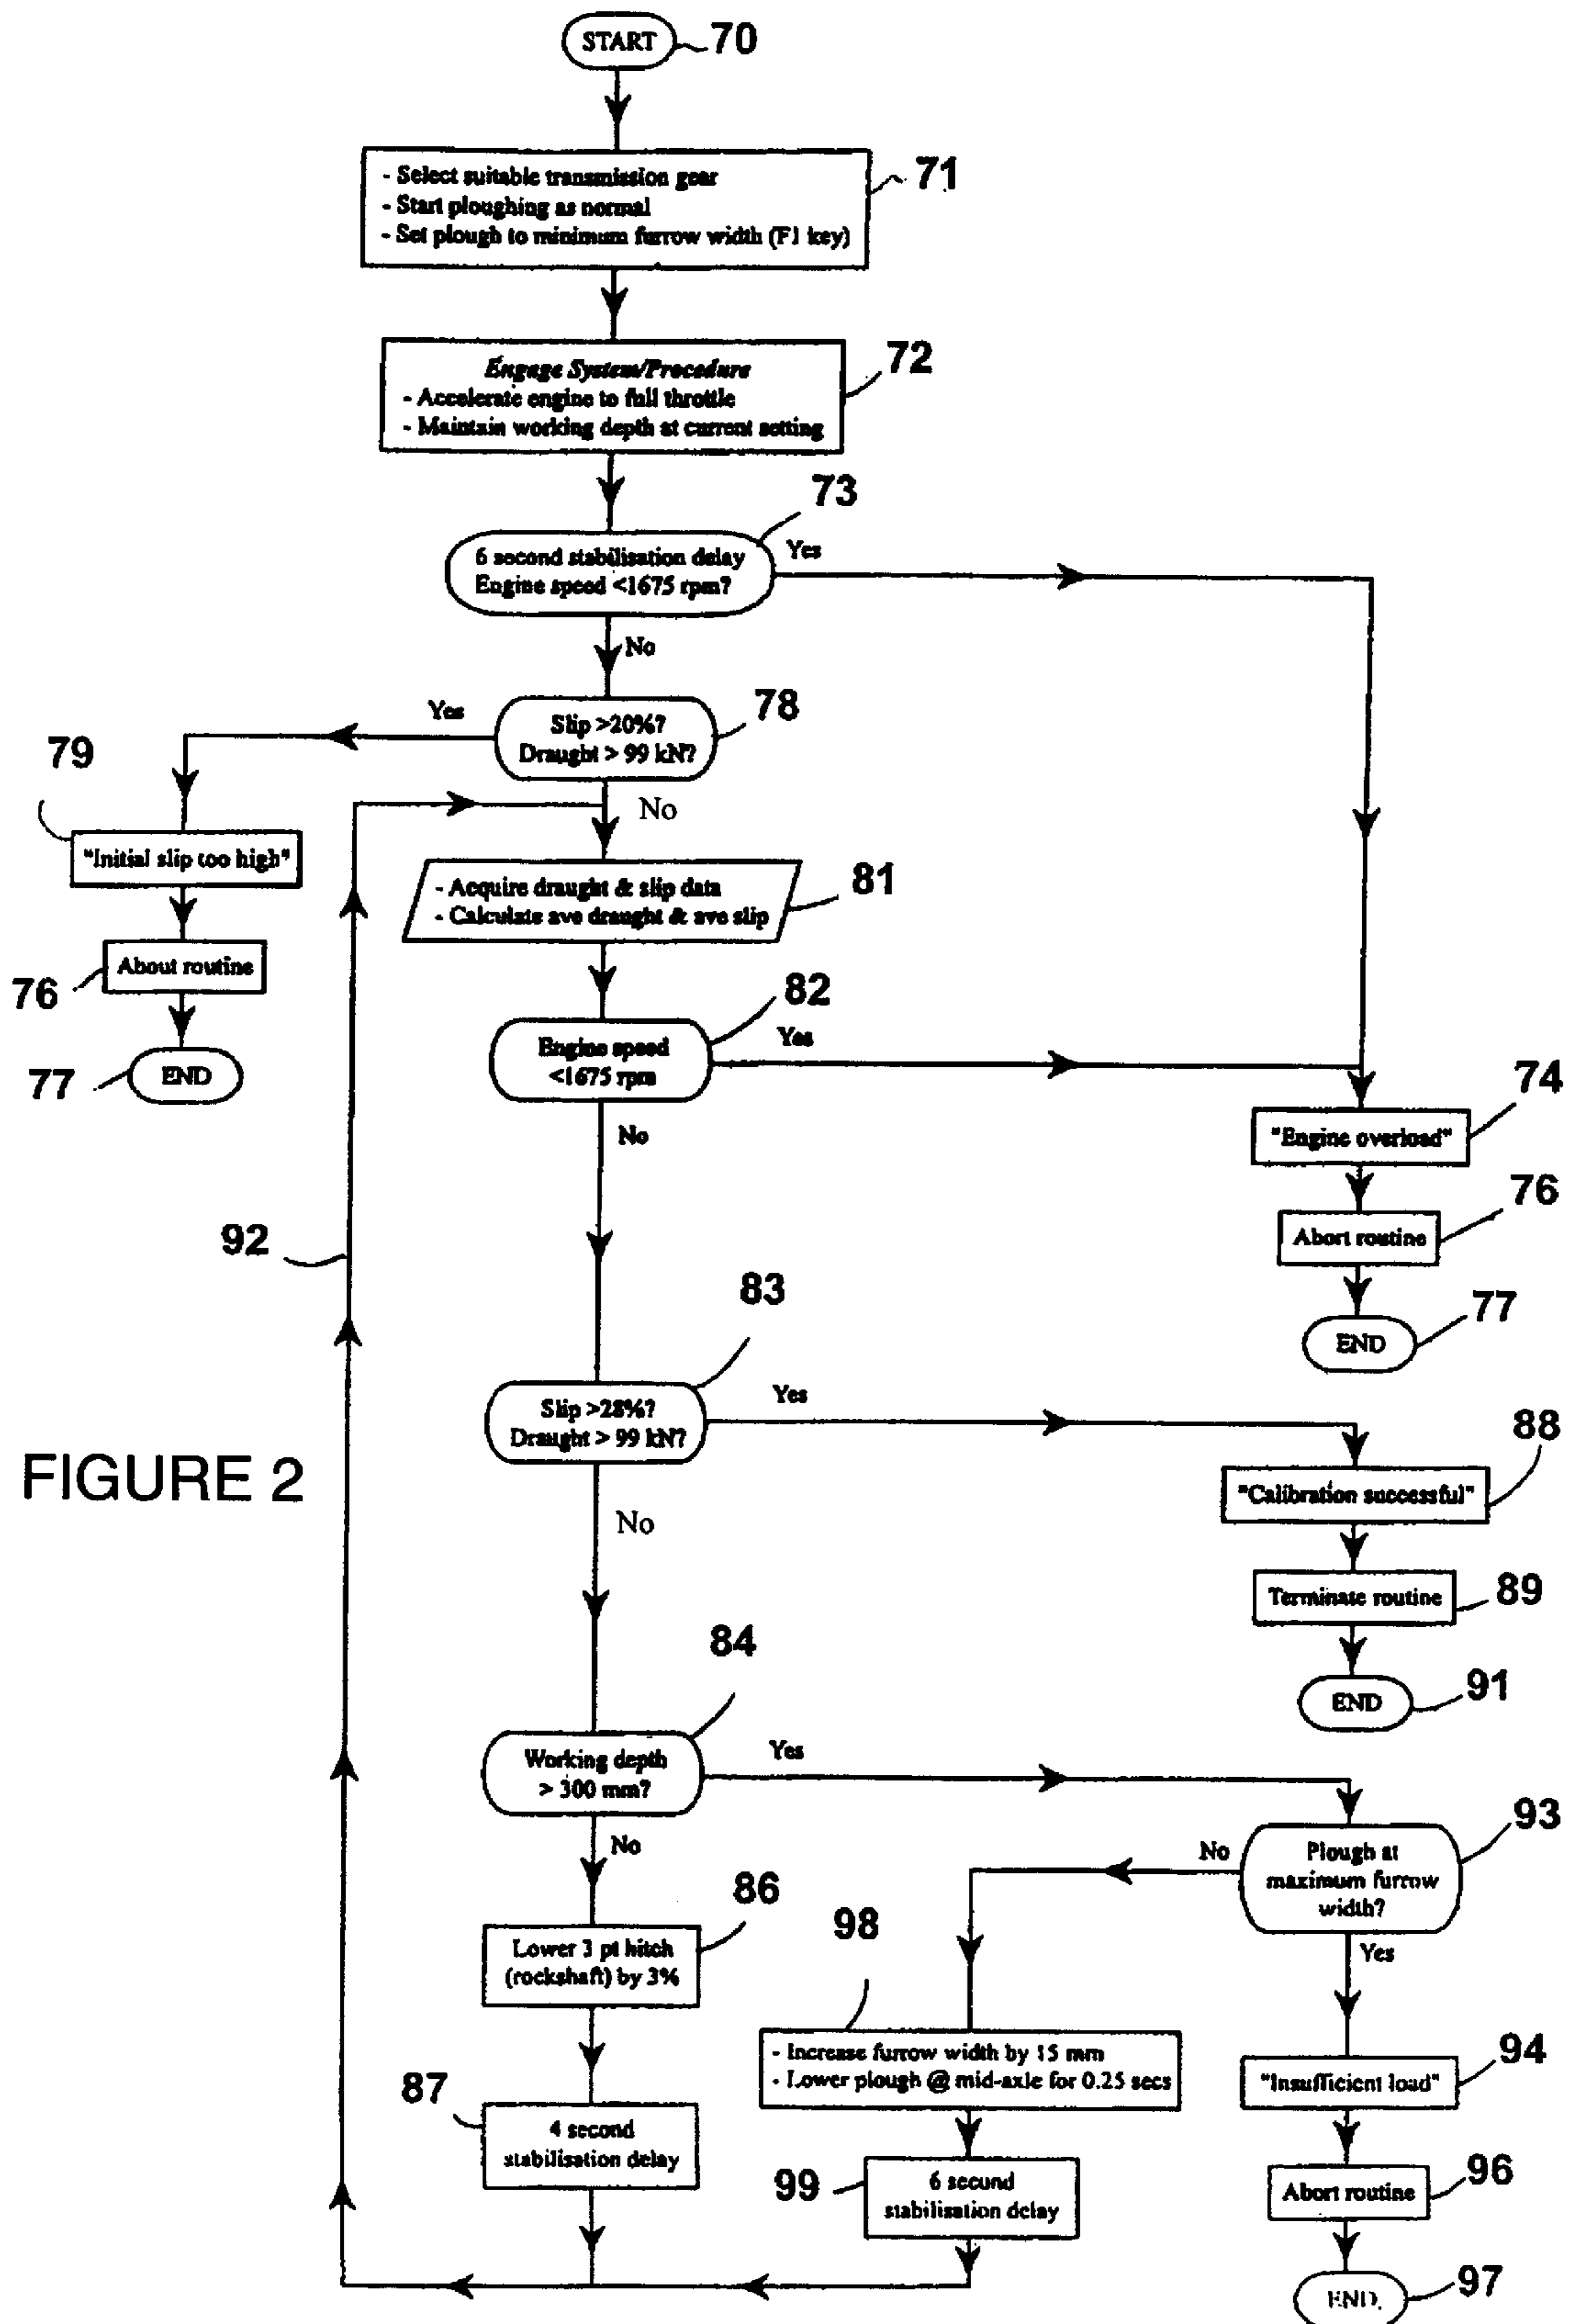 START
70
- Select suitable transmission gear
- Start ploughing as normal
- Set plough to minimum furrow width (F1 key)
71
Engage System/Procedure
- Accelerate engine to full throttle
- Maintain working depth at current setting
72
73
6 second stabilisation delay
Engine speed <1675 rpm?
Yes
No
78
Slip >20%?
Draught > 99 kN?
Yes
No
79
"Initial slip too high"
About routine
76
END
77
- Acquire draught & slip data
- Calculate ave draught & ave slip
81
82
Engine speed
<1675 rpm
Yes
No
74
"Engine overload"
76
Abort routine
77
END
92
83
Slip >28%?
Draught > 99 kN?
Yes
No
88
"Calibration successful"
Terminate routine
89
END
91
FIGURE 2
84
Working depth
> 300 mm?
Yes
No
93
Plough at
maximum furrow
width?
No
Yes
86
Lower 3 pt hitch
(rockshaft) by 3%
87
4 second
stabilisation delay
98
- Increase furrow width by 15 mm
- Lower plough @ mid-axle for 0.25 secs
99
6 second
stabilisation delay
94
"Insufficient load"
Abort routine
96
END
97